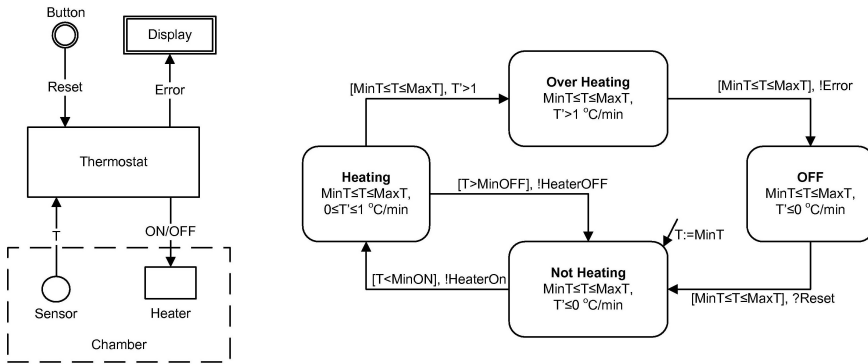 Button
Display
Reset
Error
Thermostat
T
ON/OFF
Sensor
Heater
Chamber
Over Heating
MinT≤T≤MaxT,
T'>1 °C/min
[MinT≤T≤MaxT], T'>1
[MinT≤T≤MaxT], !Error
Heating
MinT≤T≤MaxT,
0≤T'≤1 °C/min
[T>MinOFF], !HeaterOFF
OFF
MinT≤T≤MaxT,
T'≤0 °C/min
T:=MinT
[T<MinON], !HeaterOn
Not Heating
MinT≤T≤MaxT,
T'≤0 °C/min
[MinT≤T≤MaxT], ?Reset